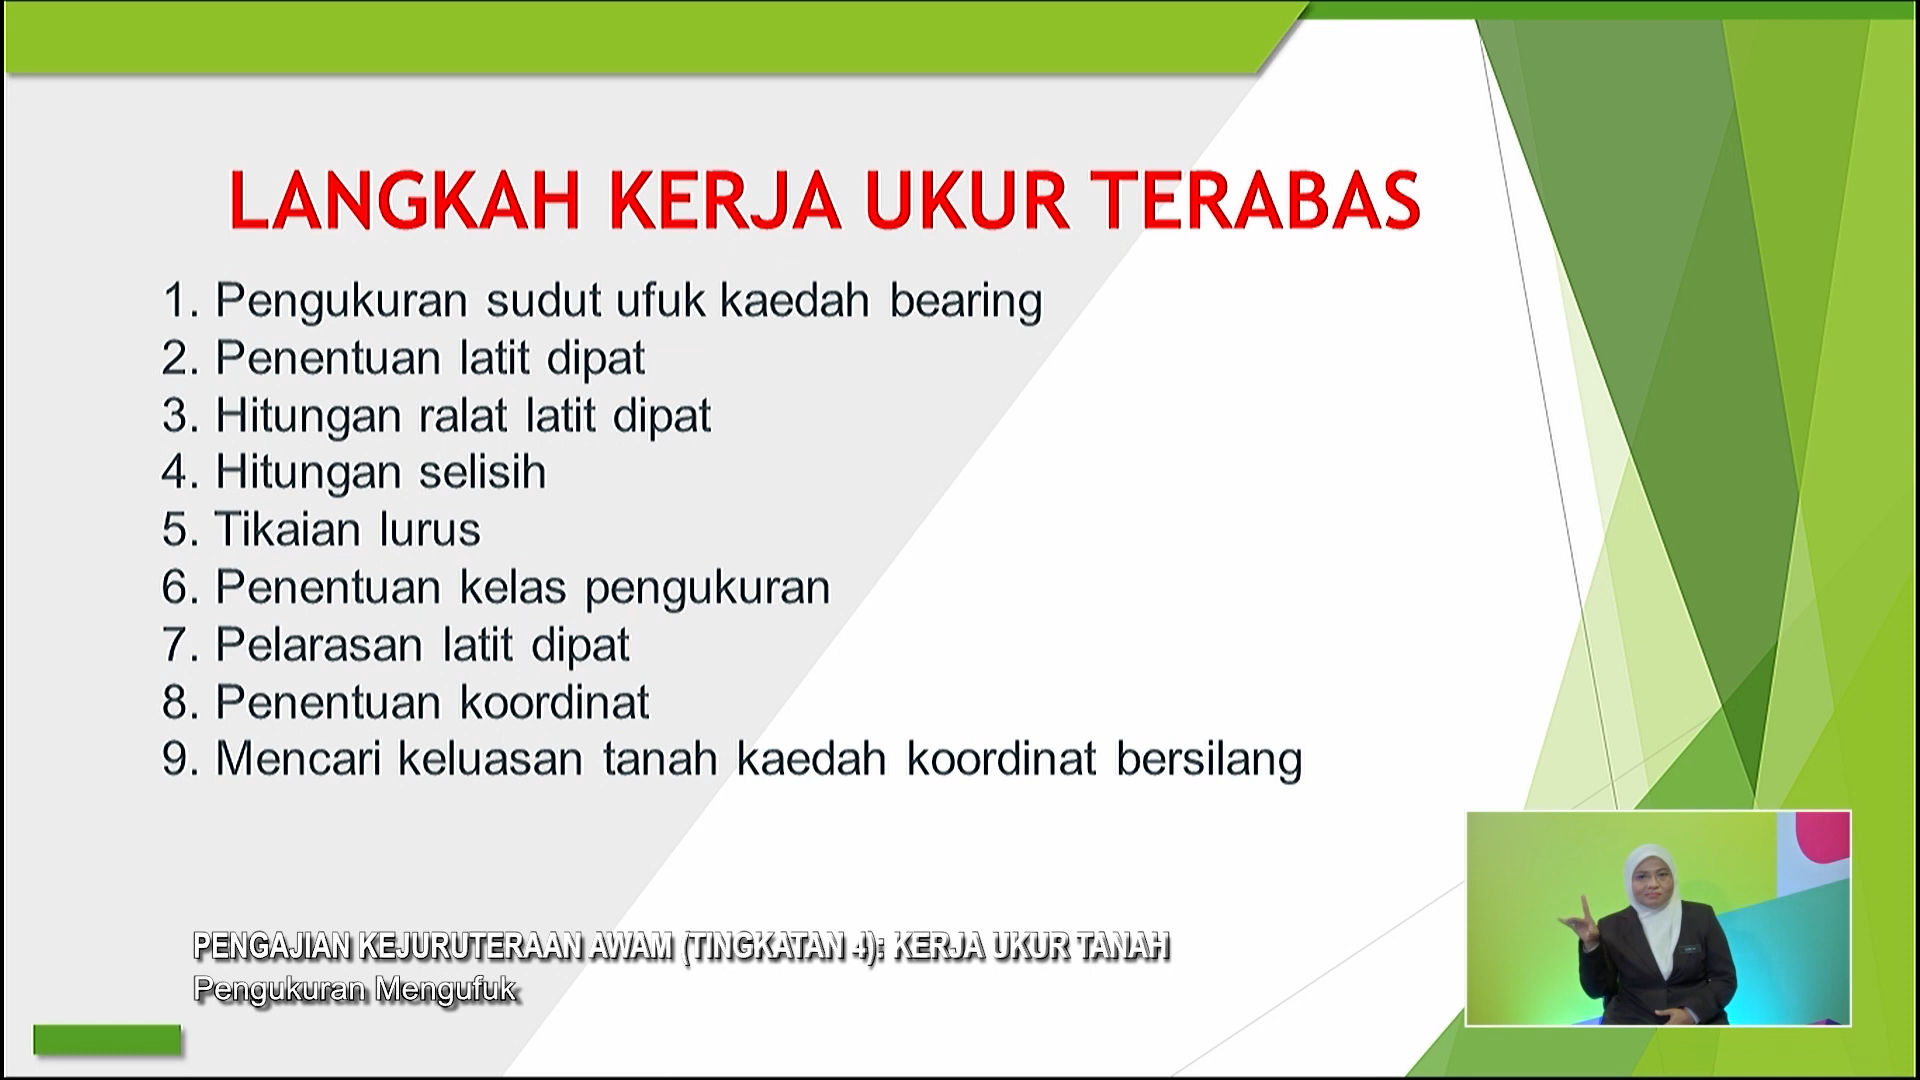 LANGKAH KERJA UKUR TERABAS
1. Pengukuran sudut ufuk kaedah bearing
2. Penentuan latit dipat
3. Hitungan ralat latit dipat
4. Hitungan selisih
5. Tikaian lurus
6. Penentuan kelas pengukuran
7. Pelarasan latit dipat
8. Penentuan koordinat
9. Mencari keluasan tanah kaedah koordinat bersilang
PENGAJIAN KEJURUTERAAN AWAM (TINGKATAN 4): KERJA UKUR TANAH
Pengukuran Mengufuk